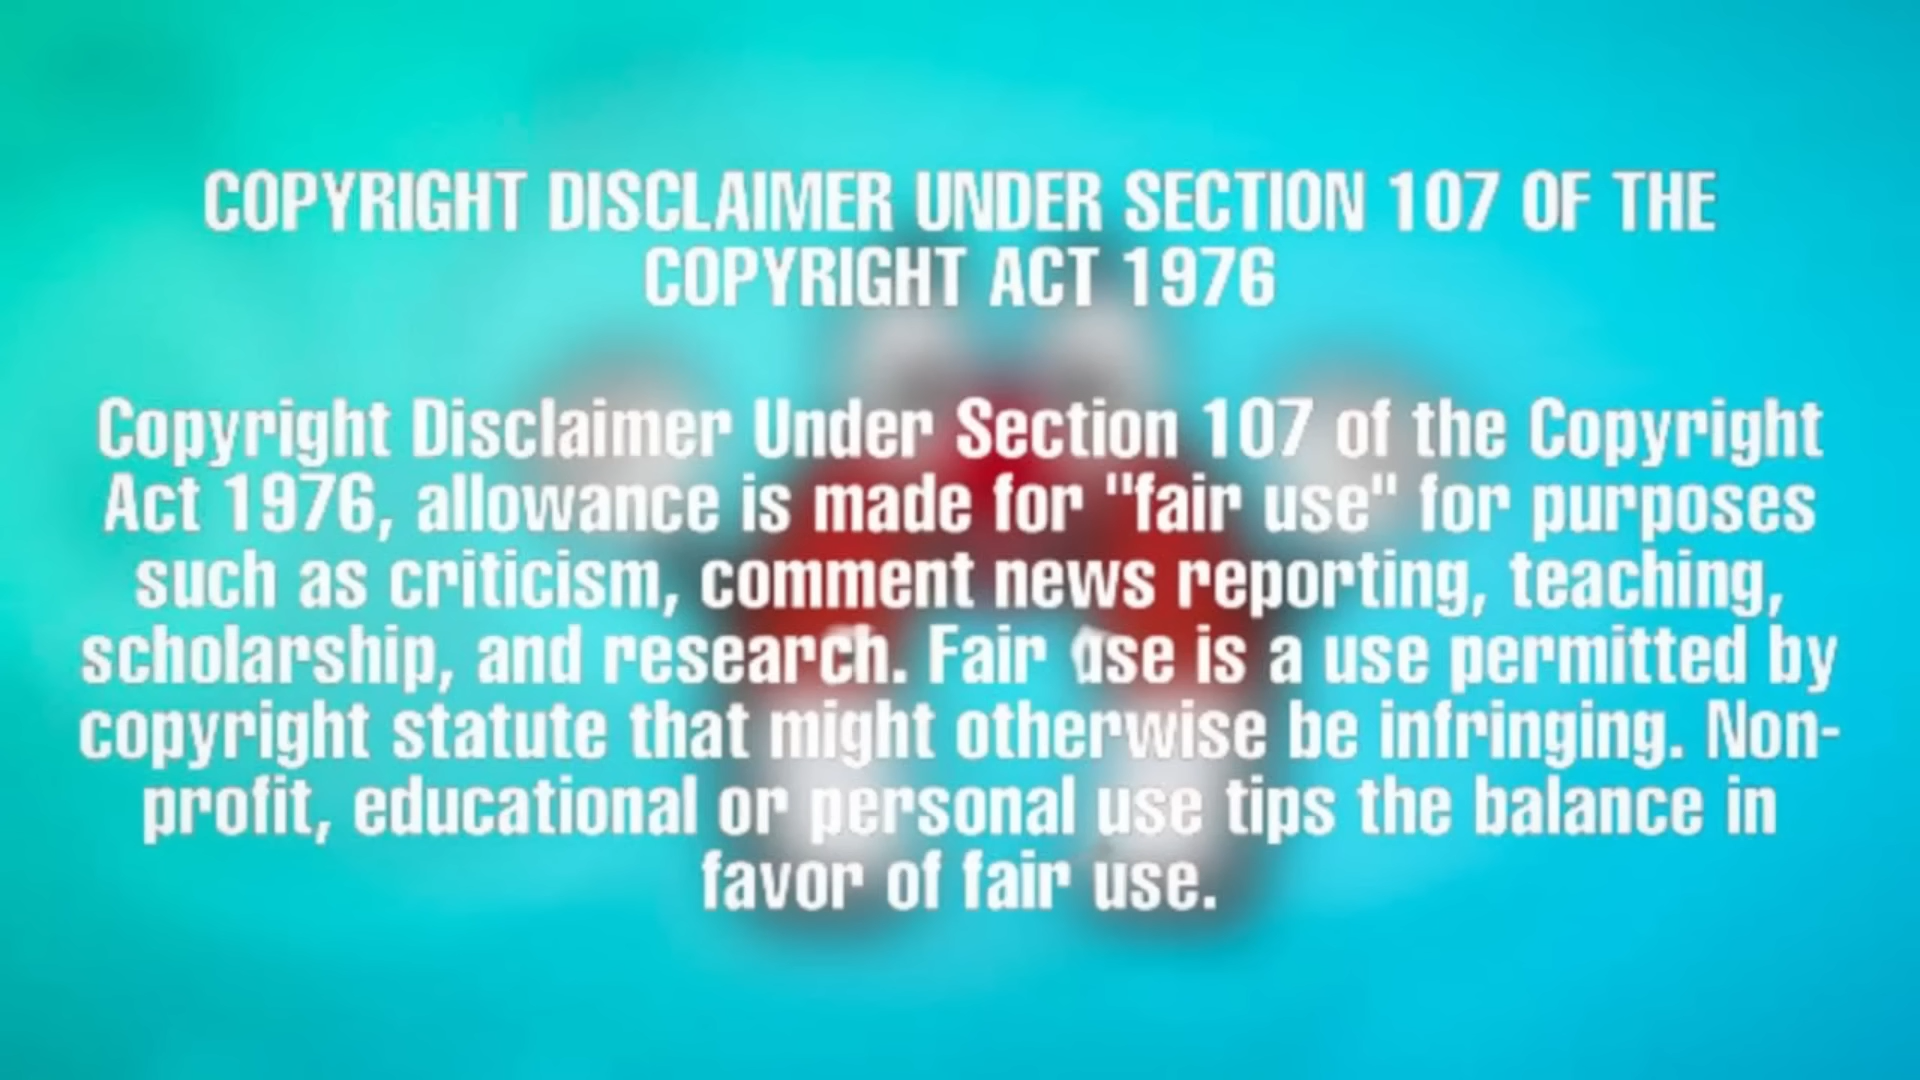 COPYRIGHT DISCLAIMER UNDER SECTION 107 OF THE
COPYRIGHT ACT 1976
Copyright Disclaimer Under Section 107 of the Copyright
Act 1976, allowance is made for "fair use" for purposes
such as criticism, comment news reporting, teaching,
scholarship, and research. Fair use is a use permitted by
copyright statute that might otherwise be infringing. Non-
profit, educational or personal use tips the balance in
favor of fair use.